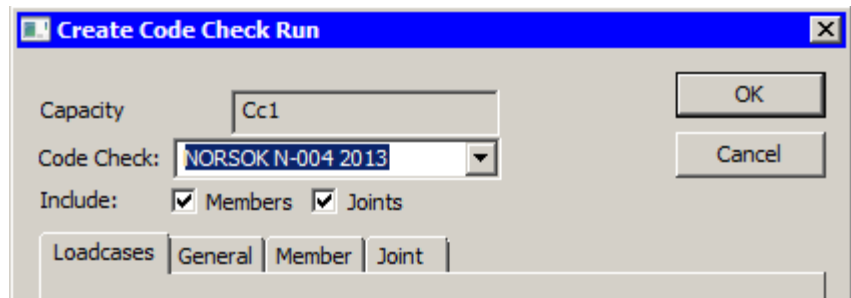 Create Code Check Run
Capacity Cc1 OK
Code Check: NORSOK N-004 2013 Cancel
Include: Members Joints
Loadcases General Member Joint